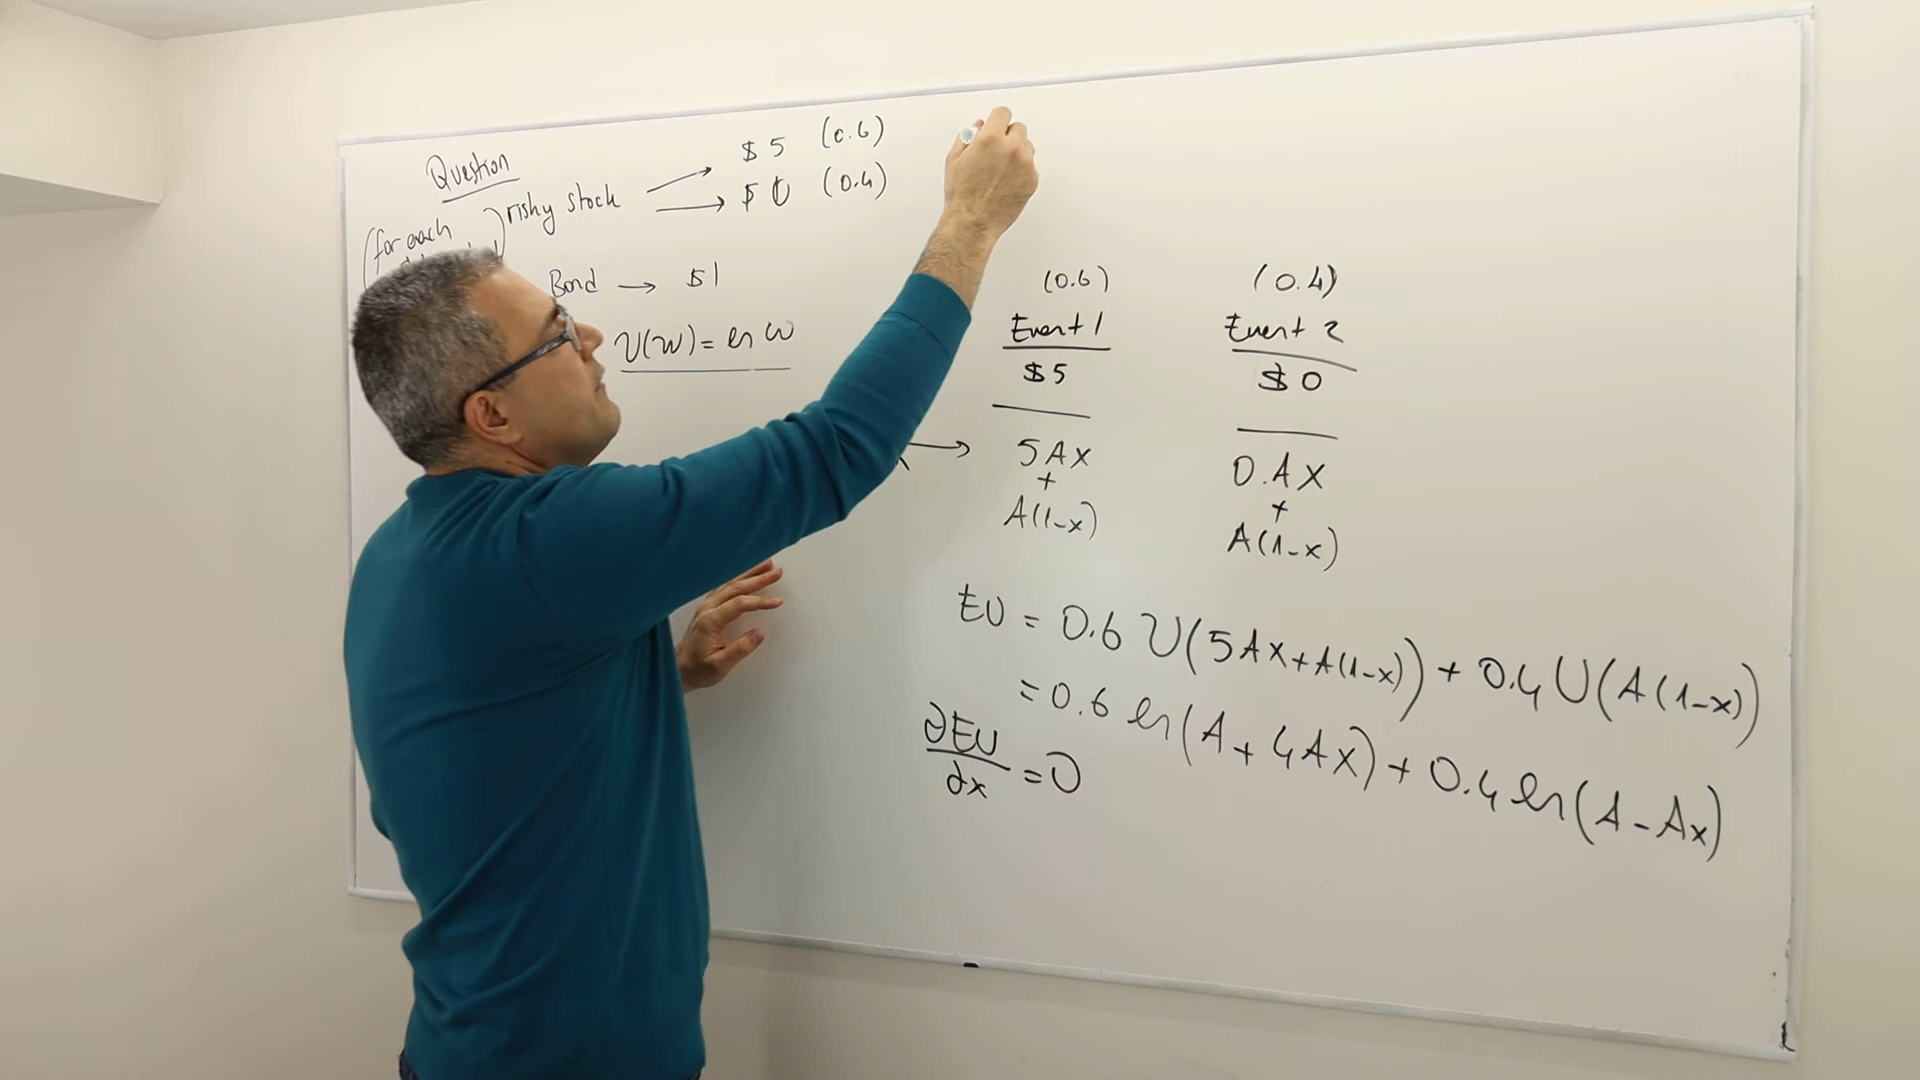 Question
risky stock → $5 (0.6)
→ $0 (0.4)
(for each
)
Bond → $1
U(W) = ln W
(0.6) (0.4)
Event 1 Event 2
$5 $0
→ 5AX 0.AX
+ +
A(1-x) A(1-x)
EU = 0.6 U(5AX+A(1-x)) + 0.4 U(A(1-x))
= 0.6 ln(A+4AX) + 0.4 ln(A-Ax)
∂EU
/∂x = 0